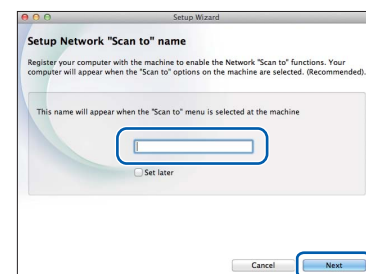 Setup Wizard
Setup Network "Scan to" name
Register your computer with the machine to enable the Network "Scan to" functions. Your
computer will appear when the "Scan to" options on the machine are selected. (Recommended).
This name will appear when the "Scan to" menu is selected at the machine
Set later
Cancel
Next